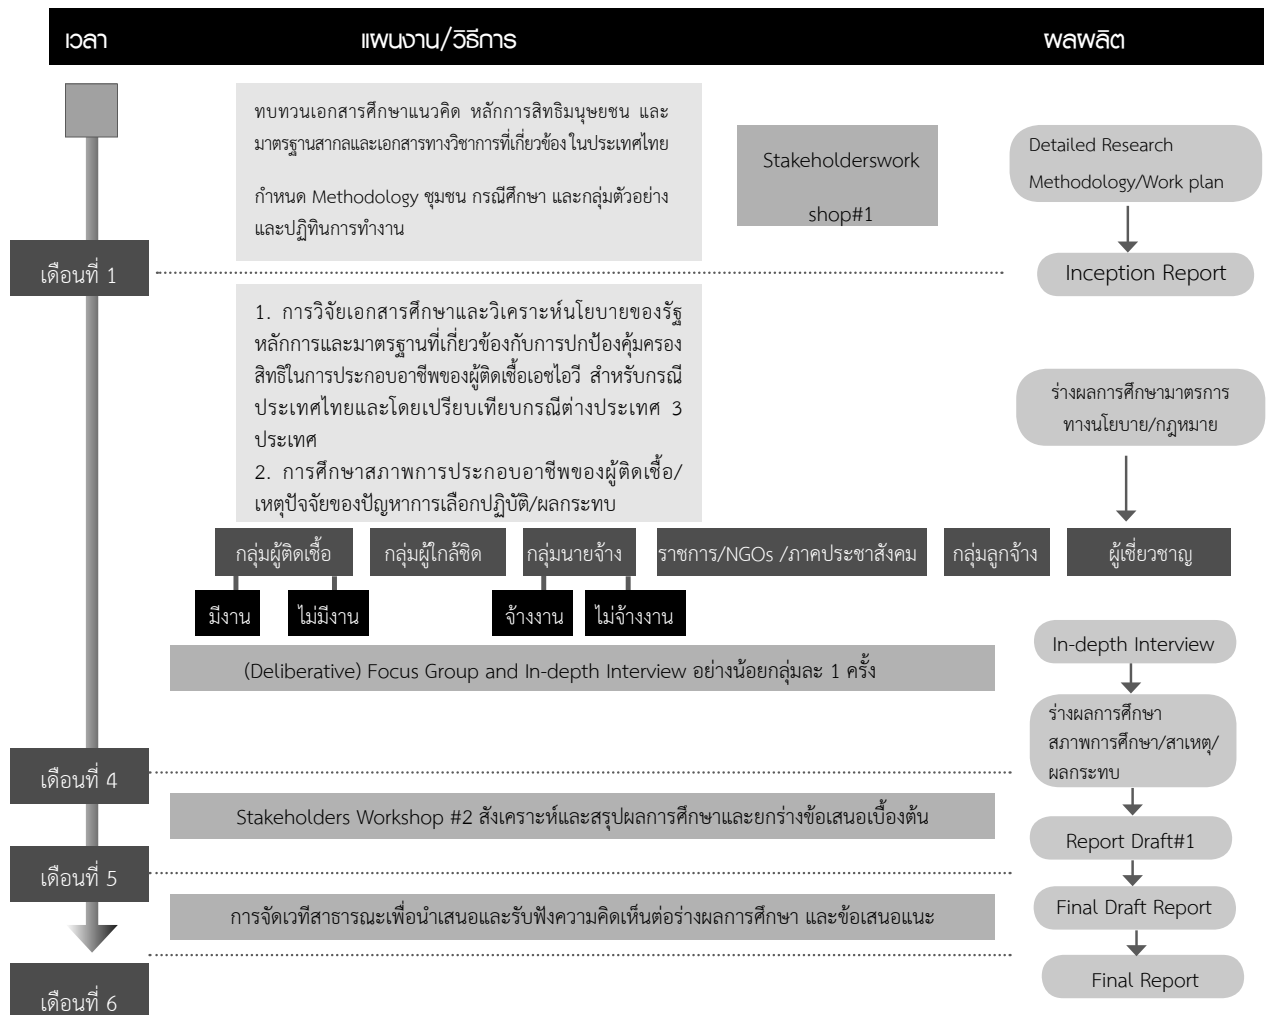 เวลา
แผนงาน/วิธีการ
ผลผลิต
ทบทวนเอกสารศึกษาแนวคิด หลักการสิทธิมนุษยชน และ
มาตรฐานสากลและเอกสารทางวิชาการที่เกี่ยวข้อง ในประเทศไทย
กำหนด Methodology ชุมชน กรณีศึกษา และกลุ่มตัวอย่าง
และปฏิทินการทำงาน
Stakeholderswork
shop#1
Detailed Research
Methodology/Work plan
เดือนที่ 1
Inception Report
1. การวิจัยเอกสารศึกษาและวิเคราะห์นโยบายของรัฐ
หลักการและมาตรฐานที่เกี่ยวข้องกับการปกป้องคุ้มครอง
สิทธิในการประกอบอาชีพของผู้ติดเชื้อเอชไอวี สำหรับกรณี
ประเทศไทยและโดยเปรียบเทียบกรณีต่างประเทศ 3
ประเทศ
2. การศึกษาสภาพการประกอบอาชีพของผู้ติดเชื้อ/
เหตุปัจจัยของปัญหาการเลือกปฏิบัติ/ผลกระทบ
ร่างผลการศึกษามาตรการ
ทางนโยบาย/กฎหมาย
กลุ่มผู้ติดเชื้อ
กลุ่มผู้ใกล้ชิด
กลุ่มนายจ้าง
ราชการ/NGOs /ภาคประชาสังคม
กลุ่มลูกจ้าง
ผู้เชี่ยวชาญ
มีงาน
ไม่มีงาน
จ้างงาน
ไม่จ้างงาน
(Deliberative) Focus Group and In-depth Interview อย่างน้อยกลุ่มละ 1 ครั้ง
In-depth Interview
ร่างผลการศึกษา
สภาพการศึกษา/สาเหตุ/
ผลกระทบ
เดือนที่ 4
Stakeholders Workshop #2 สังเคราะห์และสรุปผลการศึกษาและยกร่างข้อเสนอเบื้องต้น
Report Draft#1
เดือนที่ 5
การจัดเวทีสาธารณะเพื่อนำเสนอและรับฟังความคิดเห็นต่อร่างผลการศึกษา และข้อเสนอแนะ
Final Draft Report
Final Report
เดือนที่ 6